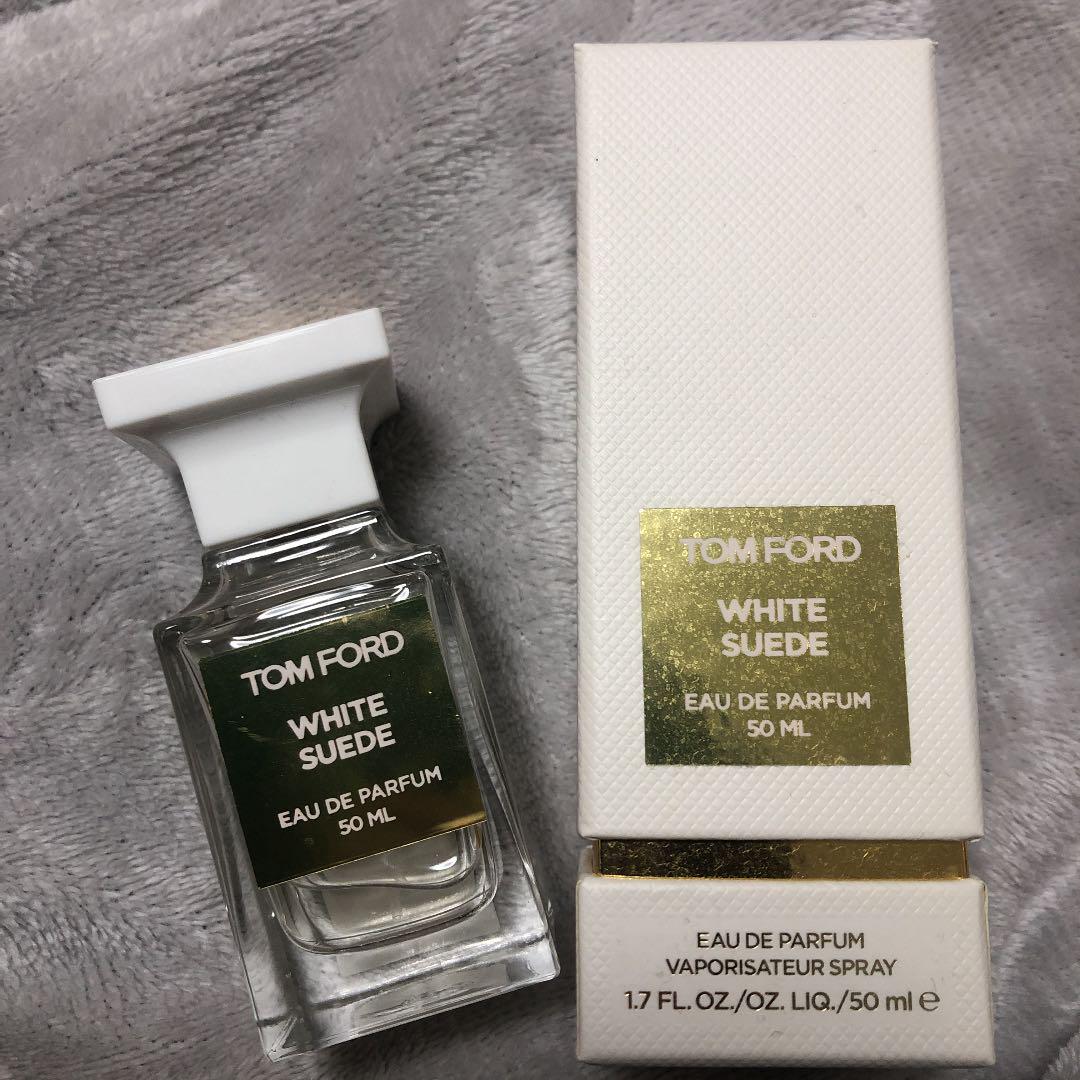 TOM FORD
WHITE
SUEDE
EAU DE PARFUM
50 ML
TOM FORD
WHITE
SUEDE
EAU DE PARFUM
50 ML
EAU DE PARFUM
VAPORISATEUR SPRAY
1.7 FL. OZ./OZ. LIQ./50 ml ℮